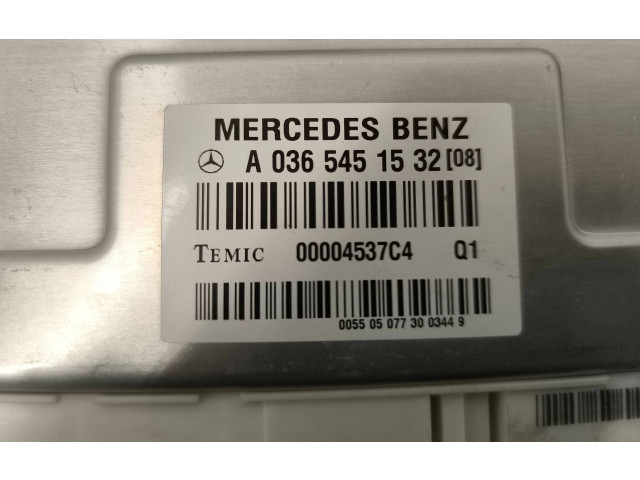 MERCEDES BENZ
A 036 545 15 32 [08]
TEMIC 00004537C4 Q1
0055 05 077 30 0344 9